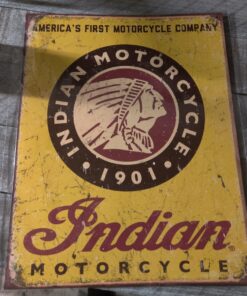 AMERICA'S FIRST MOTORCYCLE COMPANY
INDIAN MOTORCYCLE
• 1901 •
Indian
MOTORCYCLE